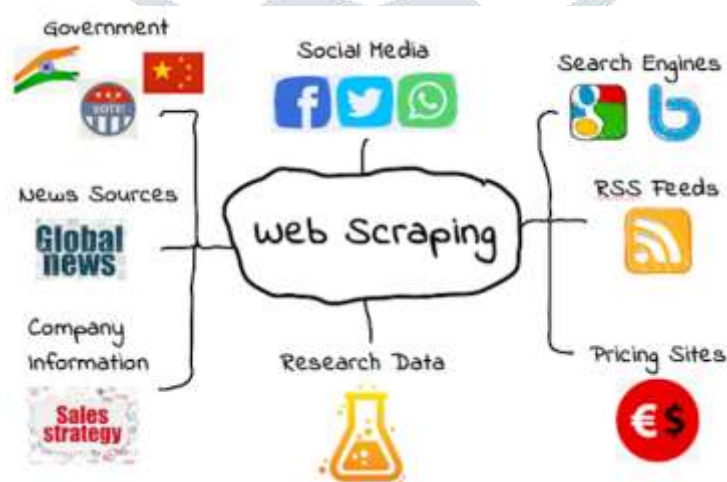 Government
VOTE
Social Media
Search Engines
News Sources
Global
news
Web Scraping
RSS Feeds
Company
Information
Sales
strategy
Research Data
Pricing Sites
€$